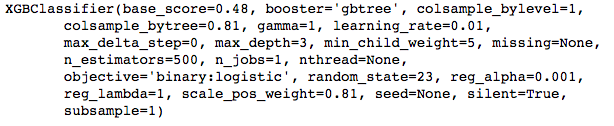 XGBClassifier(base_score=0.48, booster='gbtree', colsample_bylevel=1,
colsample_bytree=0.81, gamma=1, learning_rate=0.01,
max_delta_step=0, max_depth=3, min_child_weight=5, missing=None,
n_estimators=500, n_jobs=1, nthread=None,
objective='binary:logistic', random_state=23, reg_alpha=0.001,
reg_lambda=1, scale_pos_weight=0.81, seed=None, silent=True,
subsample=1)